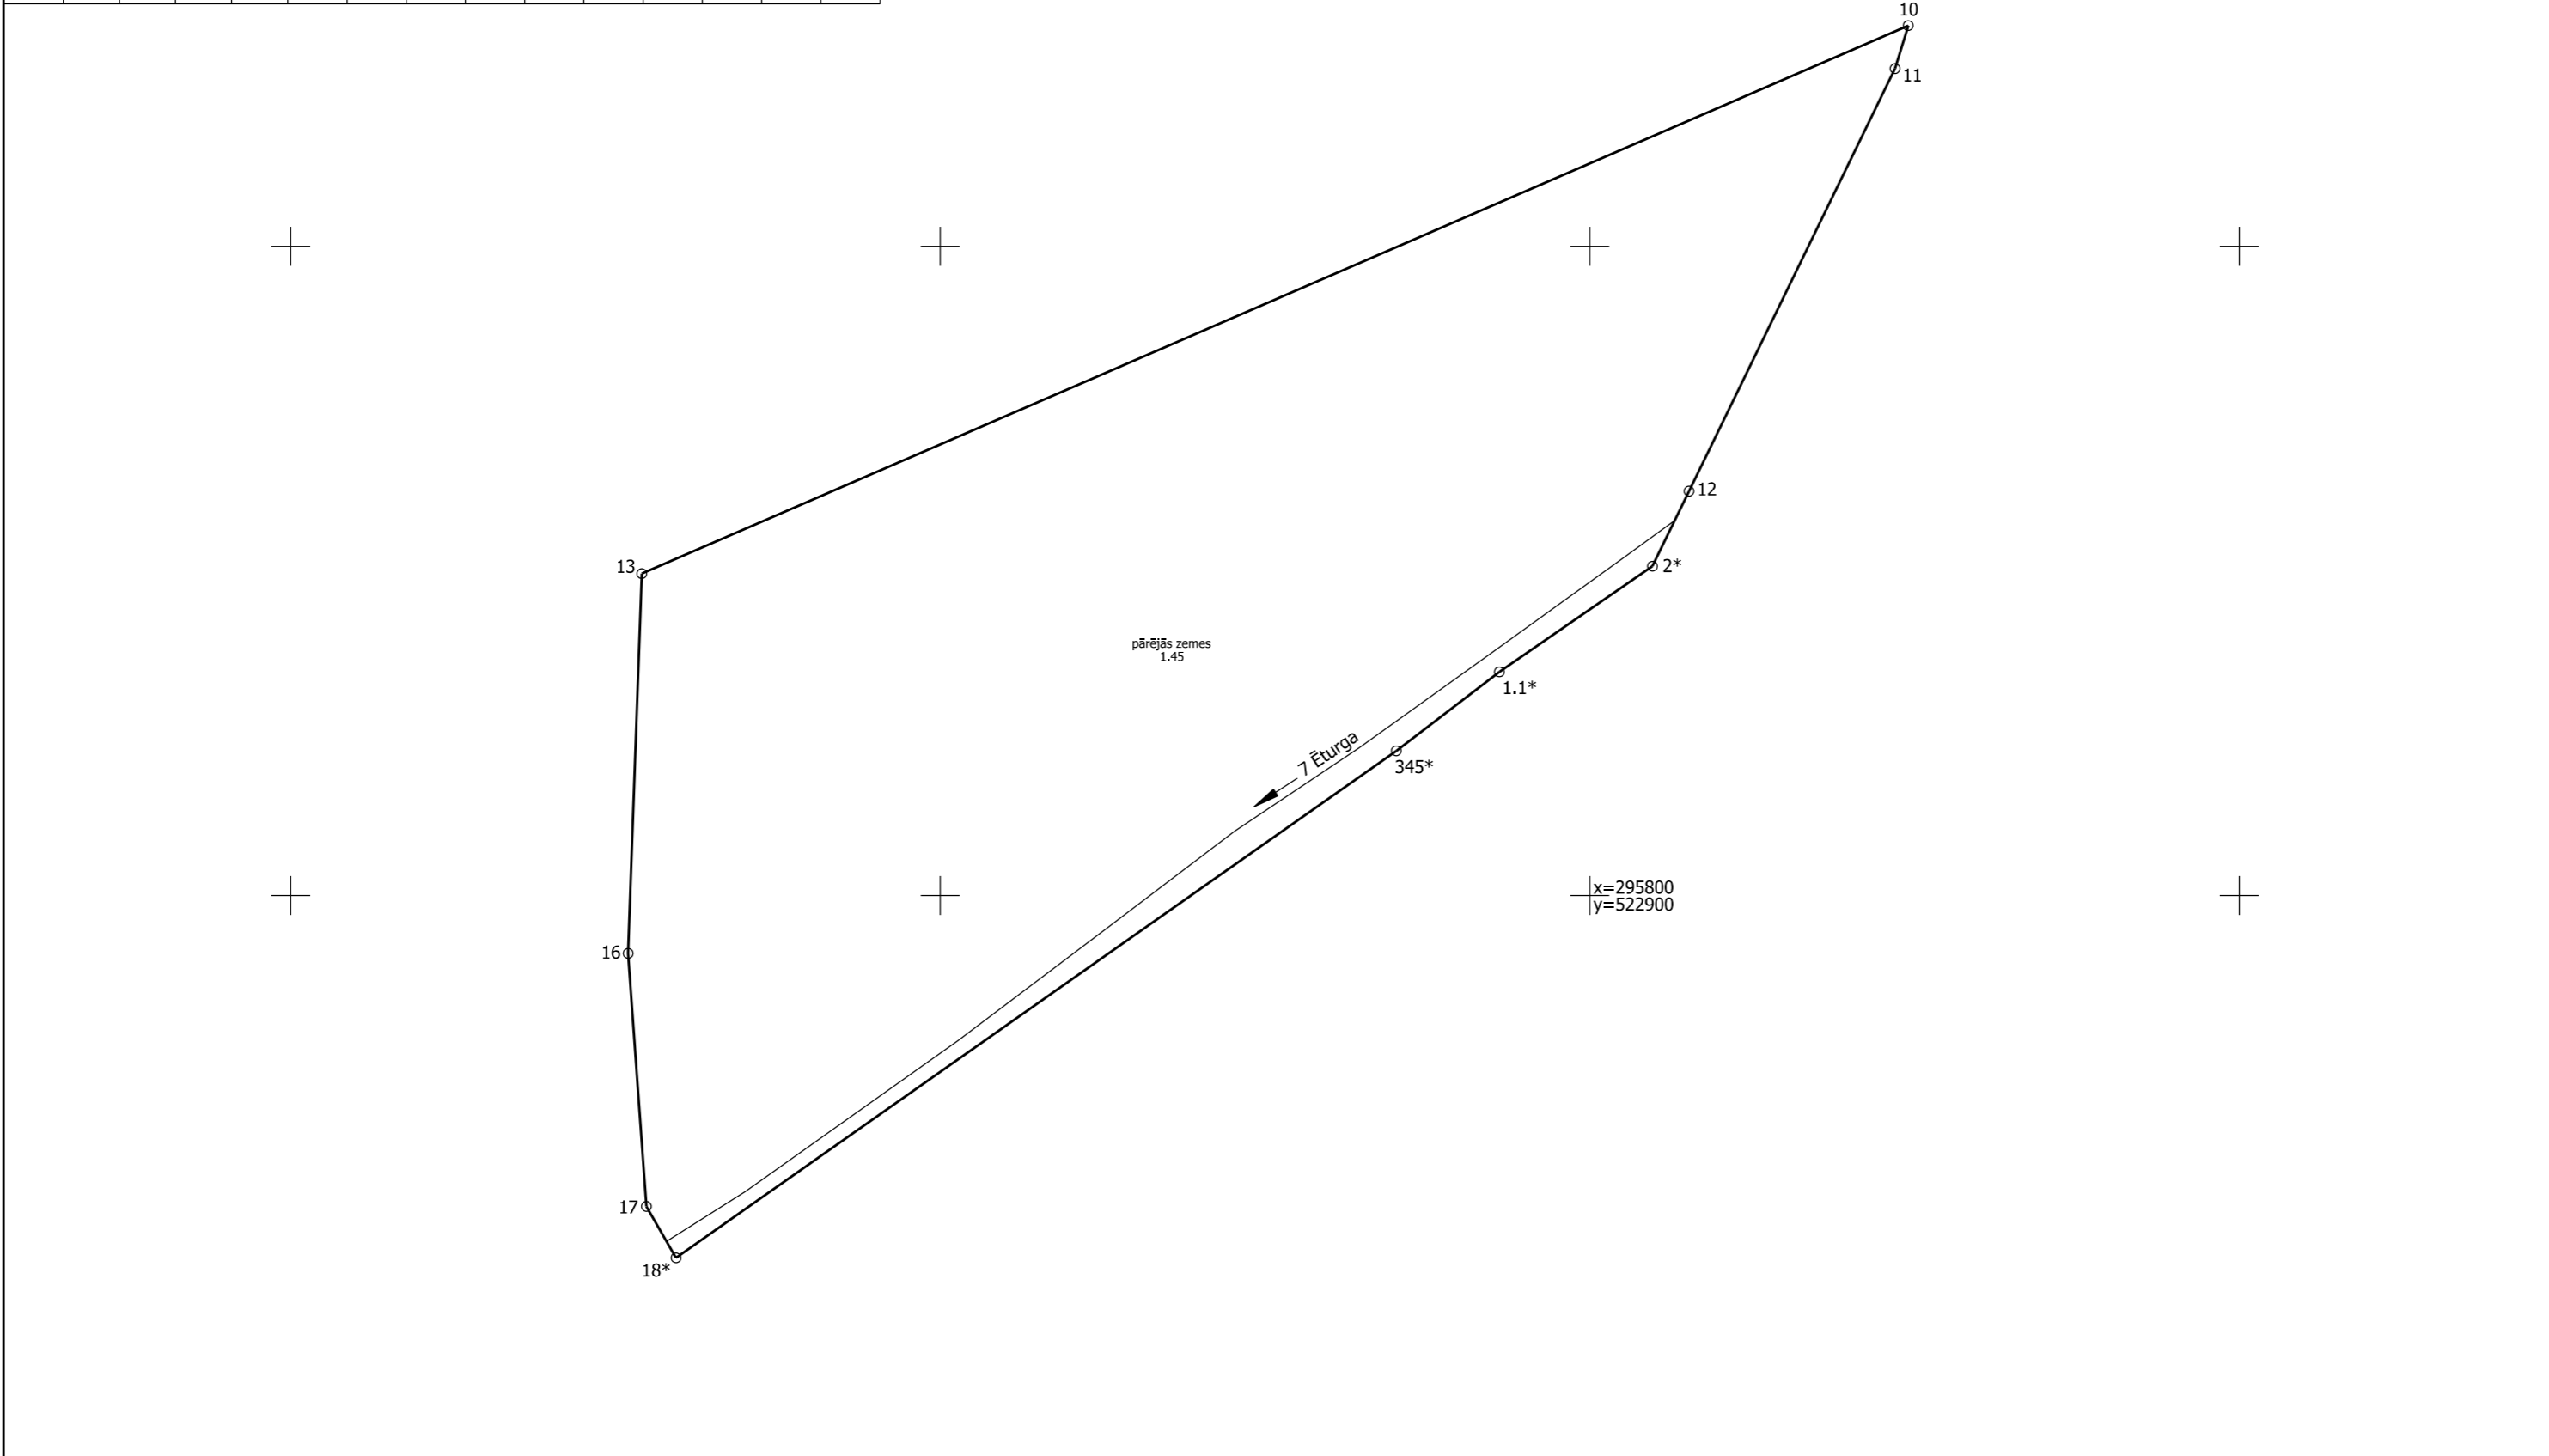 10
11
12
13
2*
pārējās zemes
1.45
1.1*
7 Ēturga
345*
x=295800
y=522900
16
17
18*